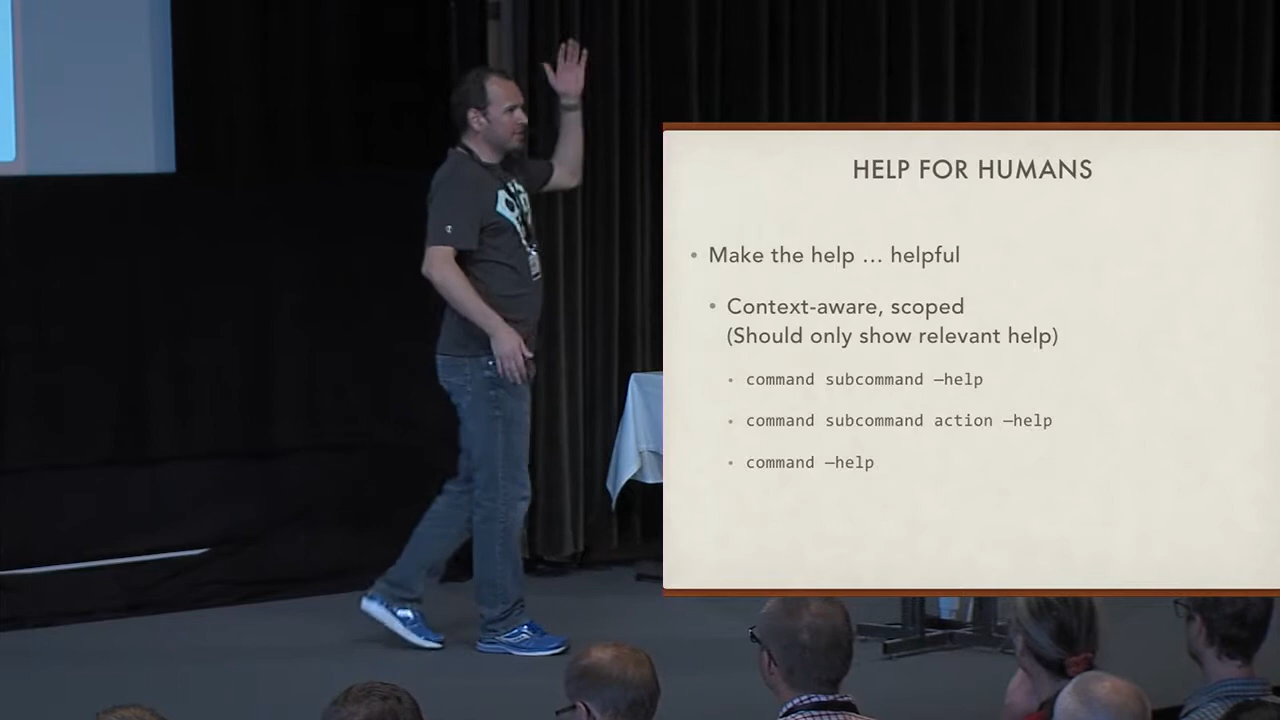 HELP FOR HUMANS
• Make the help … helpful
• Context-aware, scoped
(Should only show relevant help)
• command subcommand —help
• command subcommand action —help
• command —help